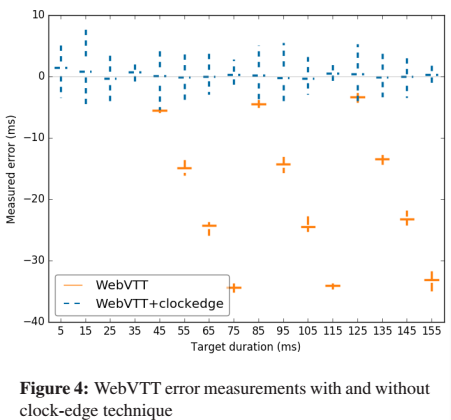 10
0
−10
−20
−30
−40
Measured error (ms)
WebVTT
WebVTT+clockedge
5 15 25 35 45 55 65 75 85 95 105 115 125 135 145 155
Target duration (ms)
Figure 4: WebVTT error measurements with and without
clock-edge technique